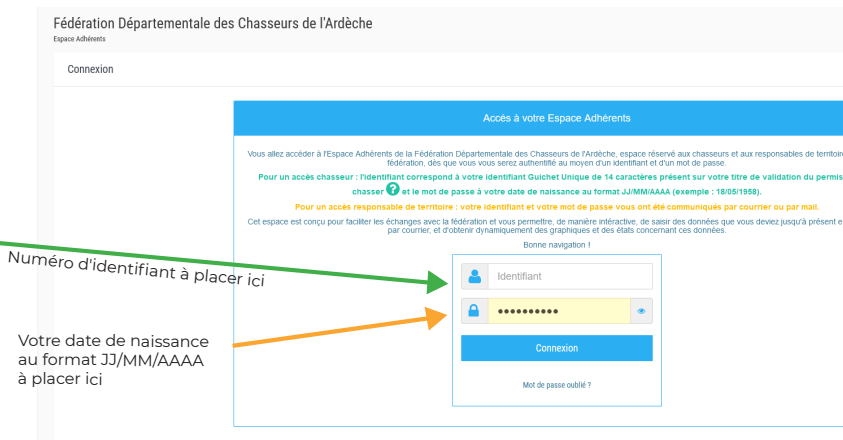 Fédération Départementale des Chasseurs de l'Ardèche
Espace Adhérents
Connexion
Accès à votre Espace Adhérents
Vous allez accéder à l'Espace Adhérents de la Fédération Départementale des Chasseurs de l'Ardèche, espace réservé aux chasseurs et aux responsables de territoire
fédération, dès que vous vous serez authentifié au moyen d'un identifiant et d'un mot de passe.
Pour un accès chasseur : l'identifiant correspond à votre identifiant Guichet Unique de 14 caractères présent sur votre titre de validation du permis
chasser ? et le mot de passe à votre date de naissance au format JJ/MM/AAAA (exemple : 18/05/1958).
Pour un accès responsable de territoire : votre identifiant et votre mot de passe vous ont été communiqués par courrier ou par mail.
Cet espace est conçu pour faciliter les échanges avec la fédération et vous permettre, de manière intéractive, de saisir des données que vous deviez jusqu'à présent e
par courrier, et d'obtenir dynamiquement des graphiques et des états concernant ces données.
Bonne navigation !
Numéro d'identifiant à placer ici
Identifiant
Votre date de naissance
au format JJ/MM/AAAA
à placer ici
••••••••••
Connexion
Mot de passe oublié ?